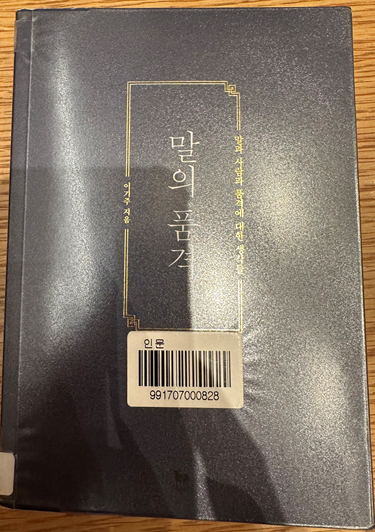 말의 품격
말과 사람과 품격에 대한 생각들
이기주 지음
인문
991707000828